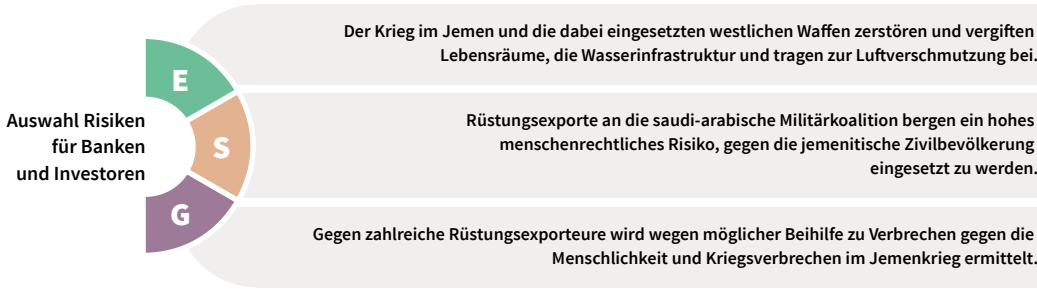 Auswahl Risiken
für Banken
und Investoren
E
Der Krieg im Jemen und die dabei eingesetzten westlichen Waffen zerstören und vergiften
Lebensräume, die Wasserinfrastruktur und tragen zur Luftverschmutzung bei.
S
Rüstungsexporte an die saudi-arabische Militärkoalition bergen ein hohes
menschenrechtliches Risiko, gegen die jemenitische Zivilbevölkerung
eingesetzt zu werden.
G
Gegen zahlreiche Rüstungsexporteure wird wegen möglicher Beihilfe zu Verbrechen gegen die
Menschlichkeit und Kriegsverbrechen im Jemenkrieg ermittelt.